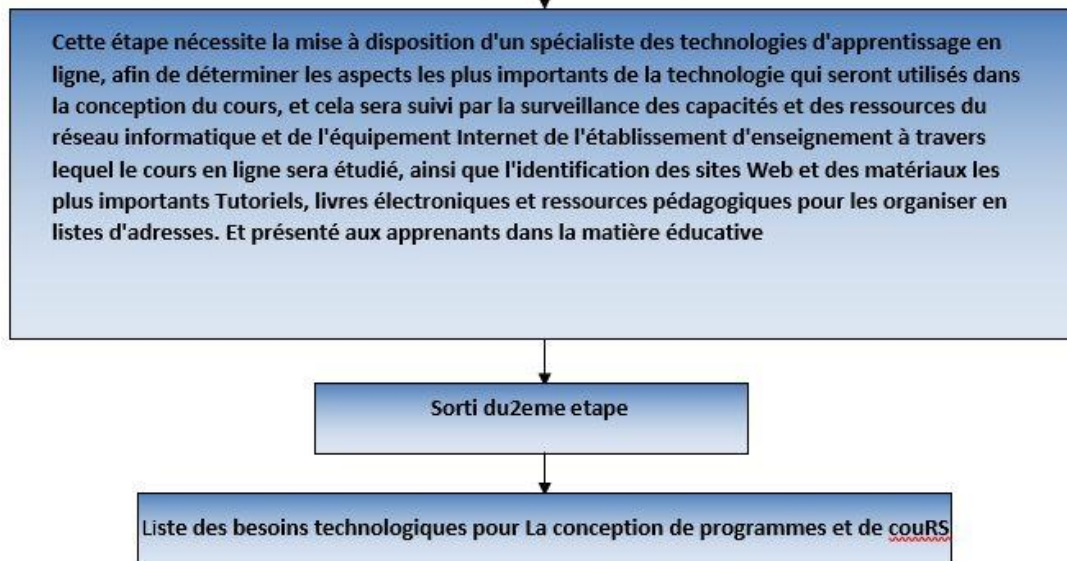 Cette étape nécessite la mise à disposition d'un spécialiste des technologies d'apprentissage en
ligne, afin de déterminer les aspects les plus importants de la technologie qui seront utilisés dans
la conception du cours, et cela sera suivi par la surveillance des capacités et des ressources du
réseau informatique et de l'équipement Internet de l'établissement d'enseignement à travers
lequel le cours en ligne sera étudié, ainsi que l'identification des sites Web et des matériaux les
plus importants Tutoriels, livres électroniques et ressources pédagogiques pour les organiser en
listes d'adresses. Et présenté aux apprenants dans la matière éducative
Sorti du2eme etape
Liste des besoins technologiques pour La conception de programmes et de couRS